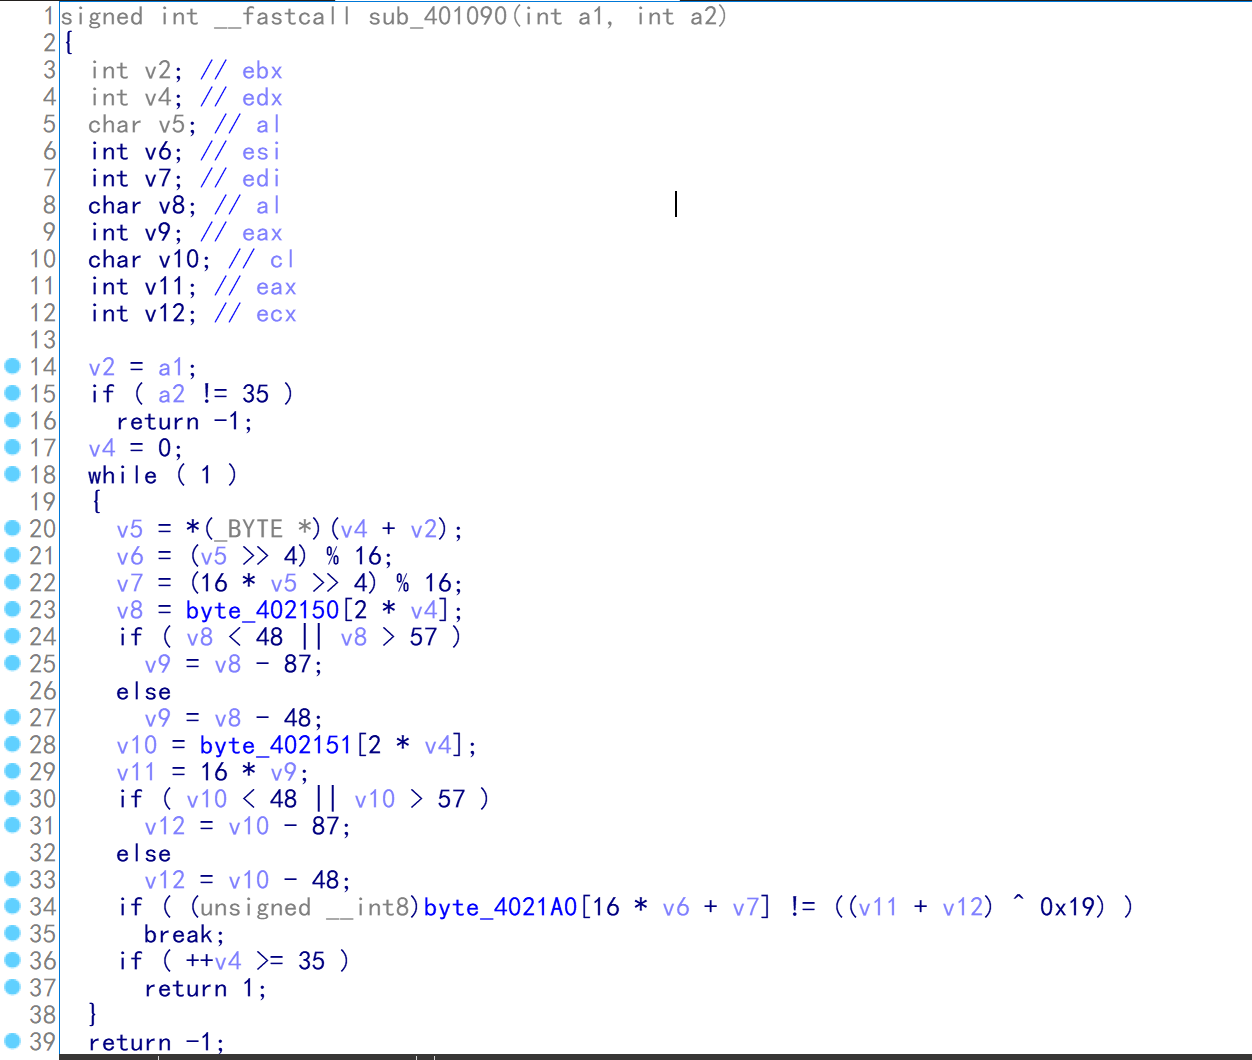 1 signed int __fastcall sub_401090(int a1, int a2)
2 {
3   int v2; // ebx
4   int v4; // edx
5   char v5; // al
6   int v6; // esi
7   int v7; // edi
8   char v8; // al
9   int v9; // eax
10   char v10; // cl
11   int v11; // eax
12   int v12; // ecx
13
14   v2 = a1;
15   if ( a2 != 35 )
16     return -1;
17   v4 = 0;
18   while ( 1 )
19   {
20     v5 = *(_BYTE *)(v4 + v2);
21     v6 = (v5 >> 4) % 16;
22     v7 = (16 * v5 >> 4) % 16;
23     v8 = byte_402150[2 * v4];
24     if ( v8 < 48 || v8 > 57 )
25       v9 = v8 - 87;
26     else
27       v9 = v8 - 48;
28     v10 = byte_402151[2 * v4];
29     v11 = 16 * v9;
30     if ( v10 < 48 || v10 > 57 )
31       v12 = v10 - 87;
32     else
33       v12 = v10 - 48;
34     if ( (unsigned __int8)byte_4021A0[16 * v6 + v7] != ((v11 + v12) ^ 0x19) )
35       break;
36     if ( ++v4 >= 35 )
37       return 1;
38   }
39   return -1;